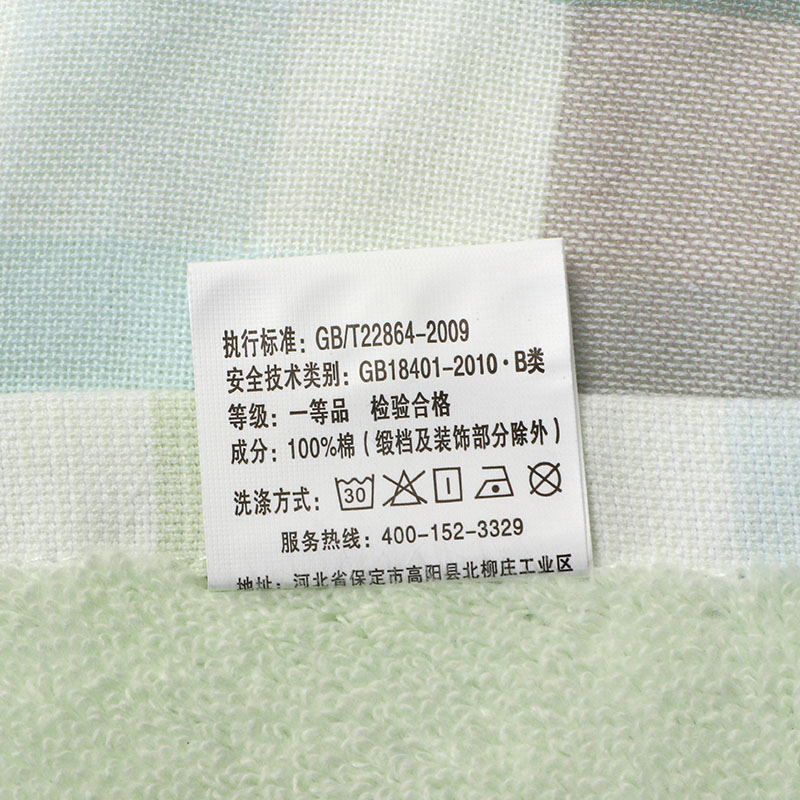 执行标准：GB/T22864-2009
安全技术类别：GB18401-2010·B类
等级：一等品 检验合格
成分：100%棉（缎档及装饰部分除外）
洗涤方式：30
服务热线：400-152-3329
地址：河北省保定市高阳县北柳庄工业区